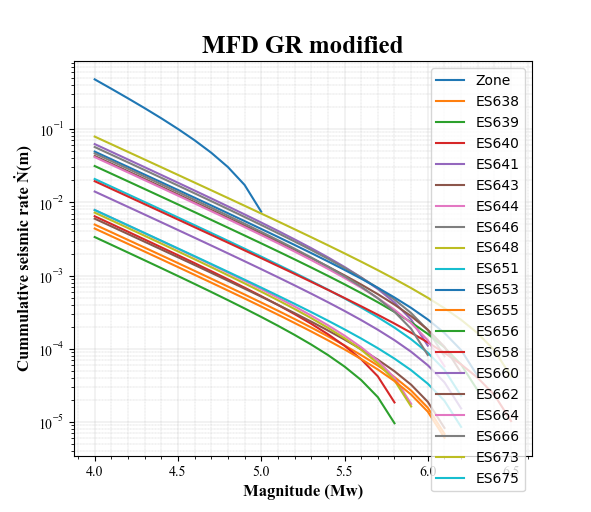 MFD GR modified
Cummulative seismic rate Ṅ(m)
10⁻¹
10⁻²
10⁻³
10⁻⁴
10⁻⁵
4.0 4.5 5.0 5.5 6.0 6.5
Magnitude (Mw)
Zone
ES638
ES639
ES640
ES641
ES643
ES644
ES646
ES648
ES651
ES653
ES655
ES656
ES658
ES660
ES662
ES664
ES666
ES673
ES675